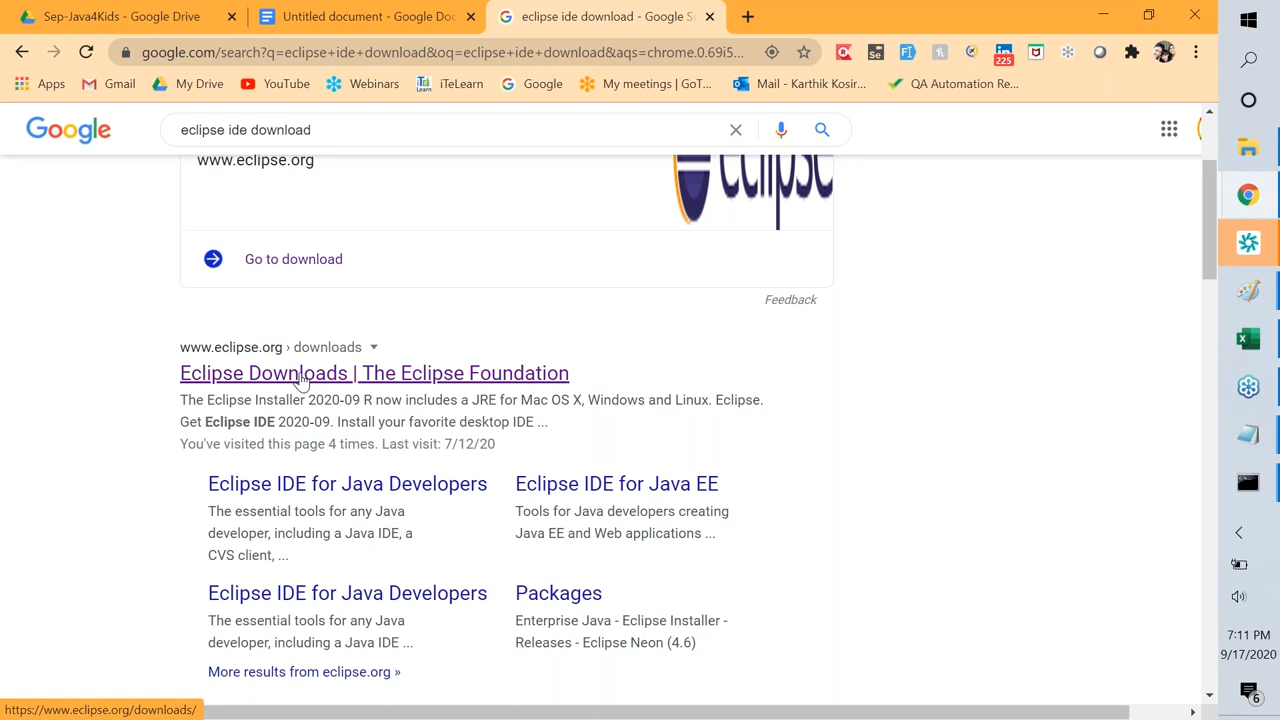 Sep-Java4Kids - Google Drive
Untitled document - Google Doc
eclipse ide download - Google S
google.com/search?q=eclipse+ide+download&oq=eclipse+ide+download&aqs=chrome.0.69i5...
225
Apps
Gmail
My Drive
YouTube
Webinars
iTeLearn
Google
My meetings | GoT...
Mail - Karthik Kosir...
QA Automation Re...
Google
eclipse ide download
www.eclipse.org
eclipse
Go to download
Feedback
www.eclipse.org › downloads
Eclipse Downloads | The Eclipse Foundation
The Eclipse Installer 2020-09 R now includes a JRE for Mac OS X, Windows and Linux. Eclipse.
Get Eclipse IDE 2020-09. Install your favorite desktop IDE ...
You've visited this page 4 times. Last visit: 7/12/20
Eclipse IDE for Java Developers
The essential tools for any Java
developer, including a Java IDE, a
CVS client, ...
Eclipse IDE for Java EE
Tools for Java developers creating
Java EE and Web applications ...
Eclipse IDE for Java Developers
The essential tools for any Java
developer, including a Java IDE ...
Packages
Enterprise Java - Eclipse Installer -
Releases - Eclipse Neon (4.6)
More results from eclipse.org »
https://www.eclipse.org/downloads/
7:11 PM
9/17/2020
6